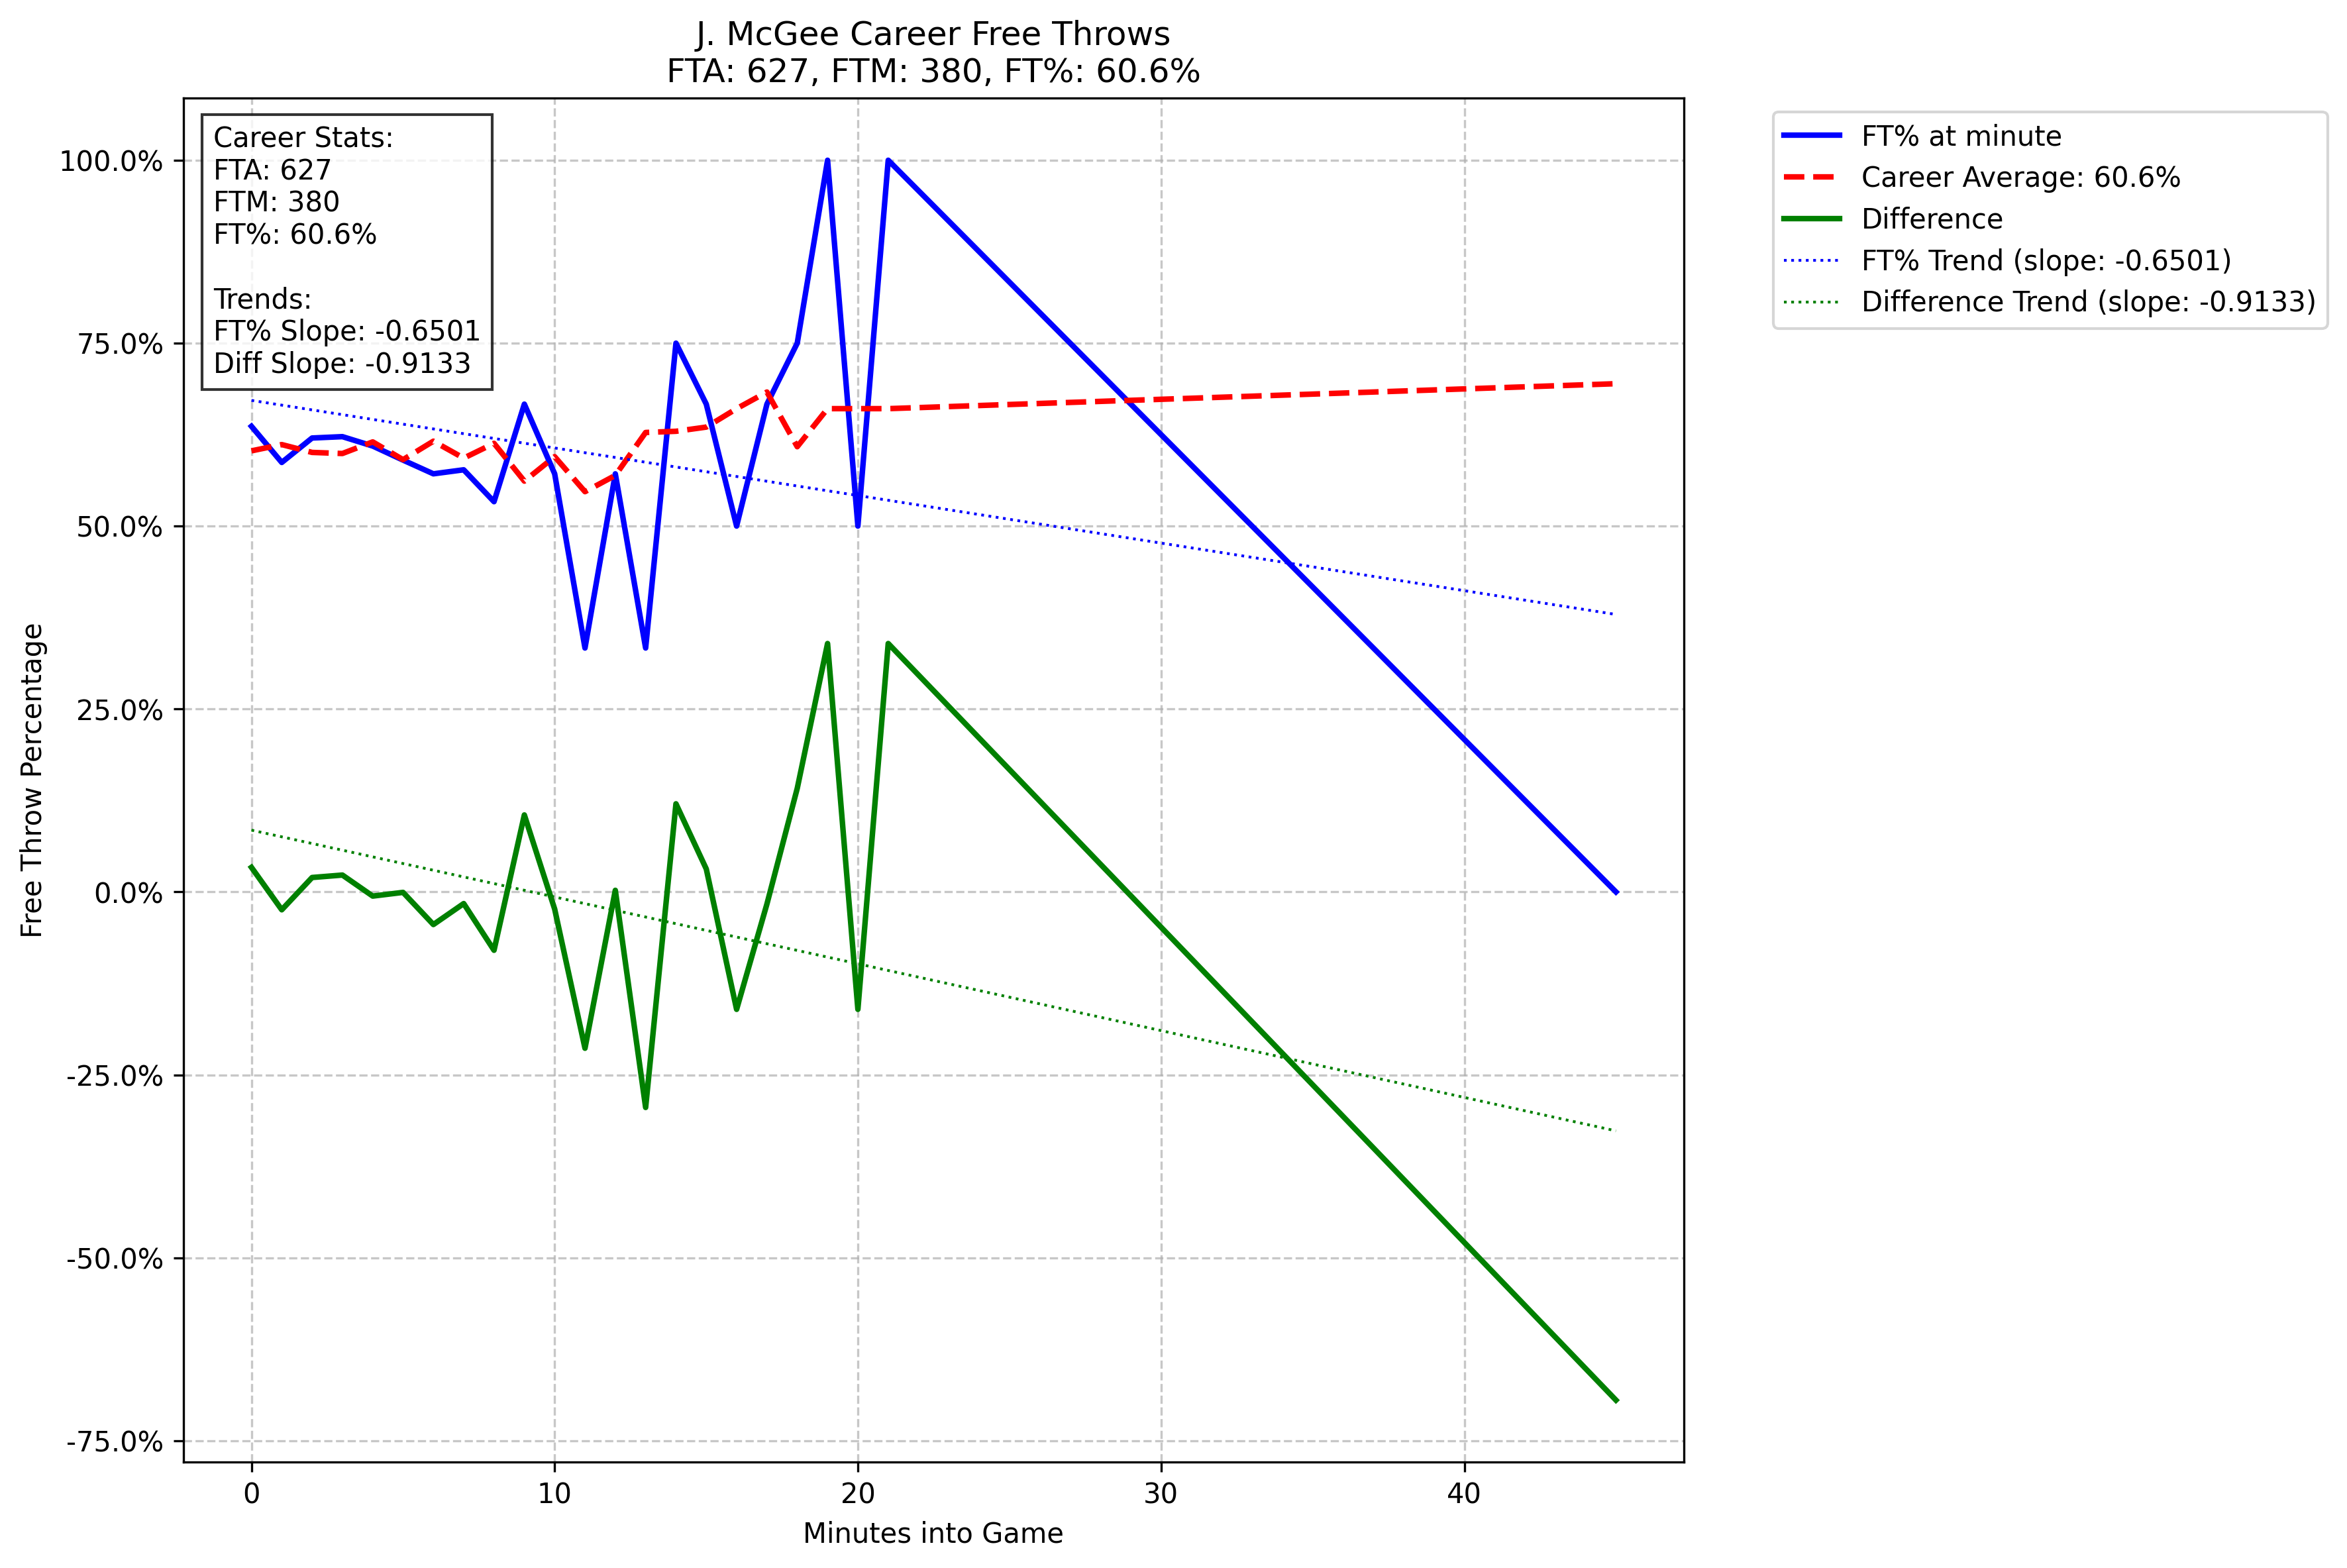 J. McGee Career Free Throws
FTA: 627, FTM: 380, FT%: 60.6%
Career Stats:
FTA: 627
FTM: 380
FT%: 60.6%
Trends:
FT% Slope: -0.6501
Diff Slope: -0.9133
FT% at minute
Career Average: 60.6%
Difference
FT% Trend (slope: -0.6501)
Difference Trend (slope: -0.9133)
Free Throw Percentage
100.0%
75.0%
50.0%
25.0%
0.0%
-25.0%
-50.0%
-75.0%
0 10 20 30 40
Minutes into Game